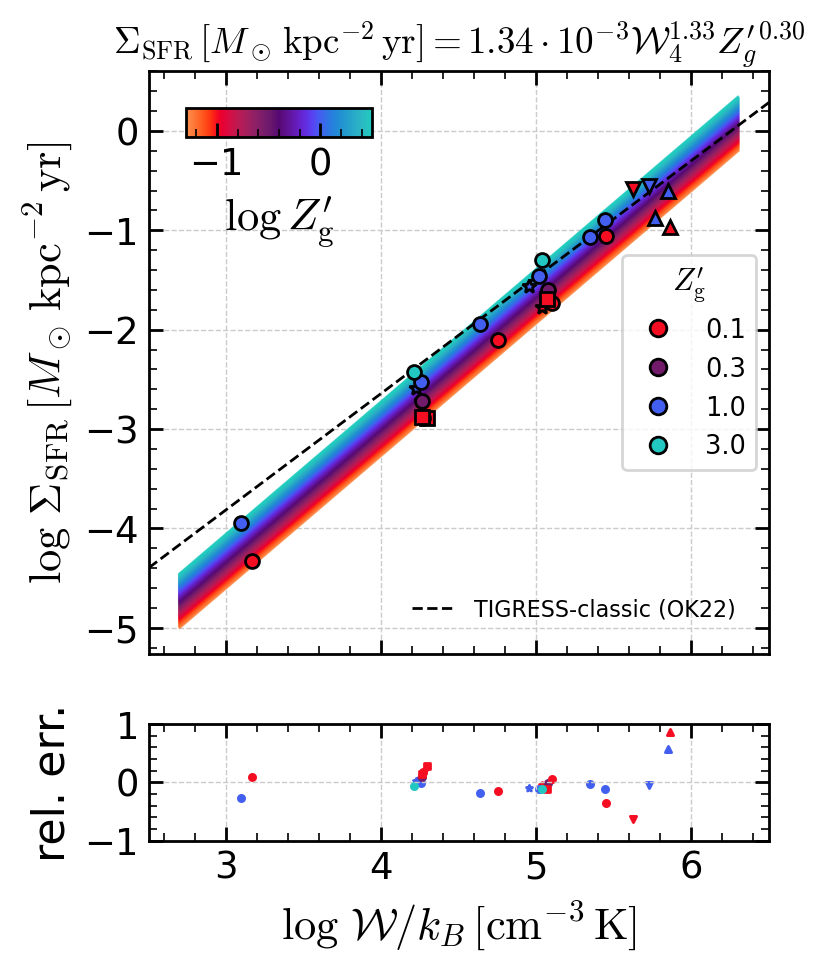 Σ_SFR [M_⊙ kpc⁻² yr] = 1.34 · 10⁻³ 𝒲₄^1.33 Z′_g^0.30
0
−1
−2
−3
−4
−5
log Σ_SFR [M_⊙ kpc⁻² yr]
−1 0
log Z′_g
Z′_g
0.1
0.3
1.0
3.0
TIGRESS-classic (OK22)
1
0
−1
rel. err.
3 4 5 6
log 𝒲/k_B [cm⁻³ K]